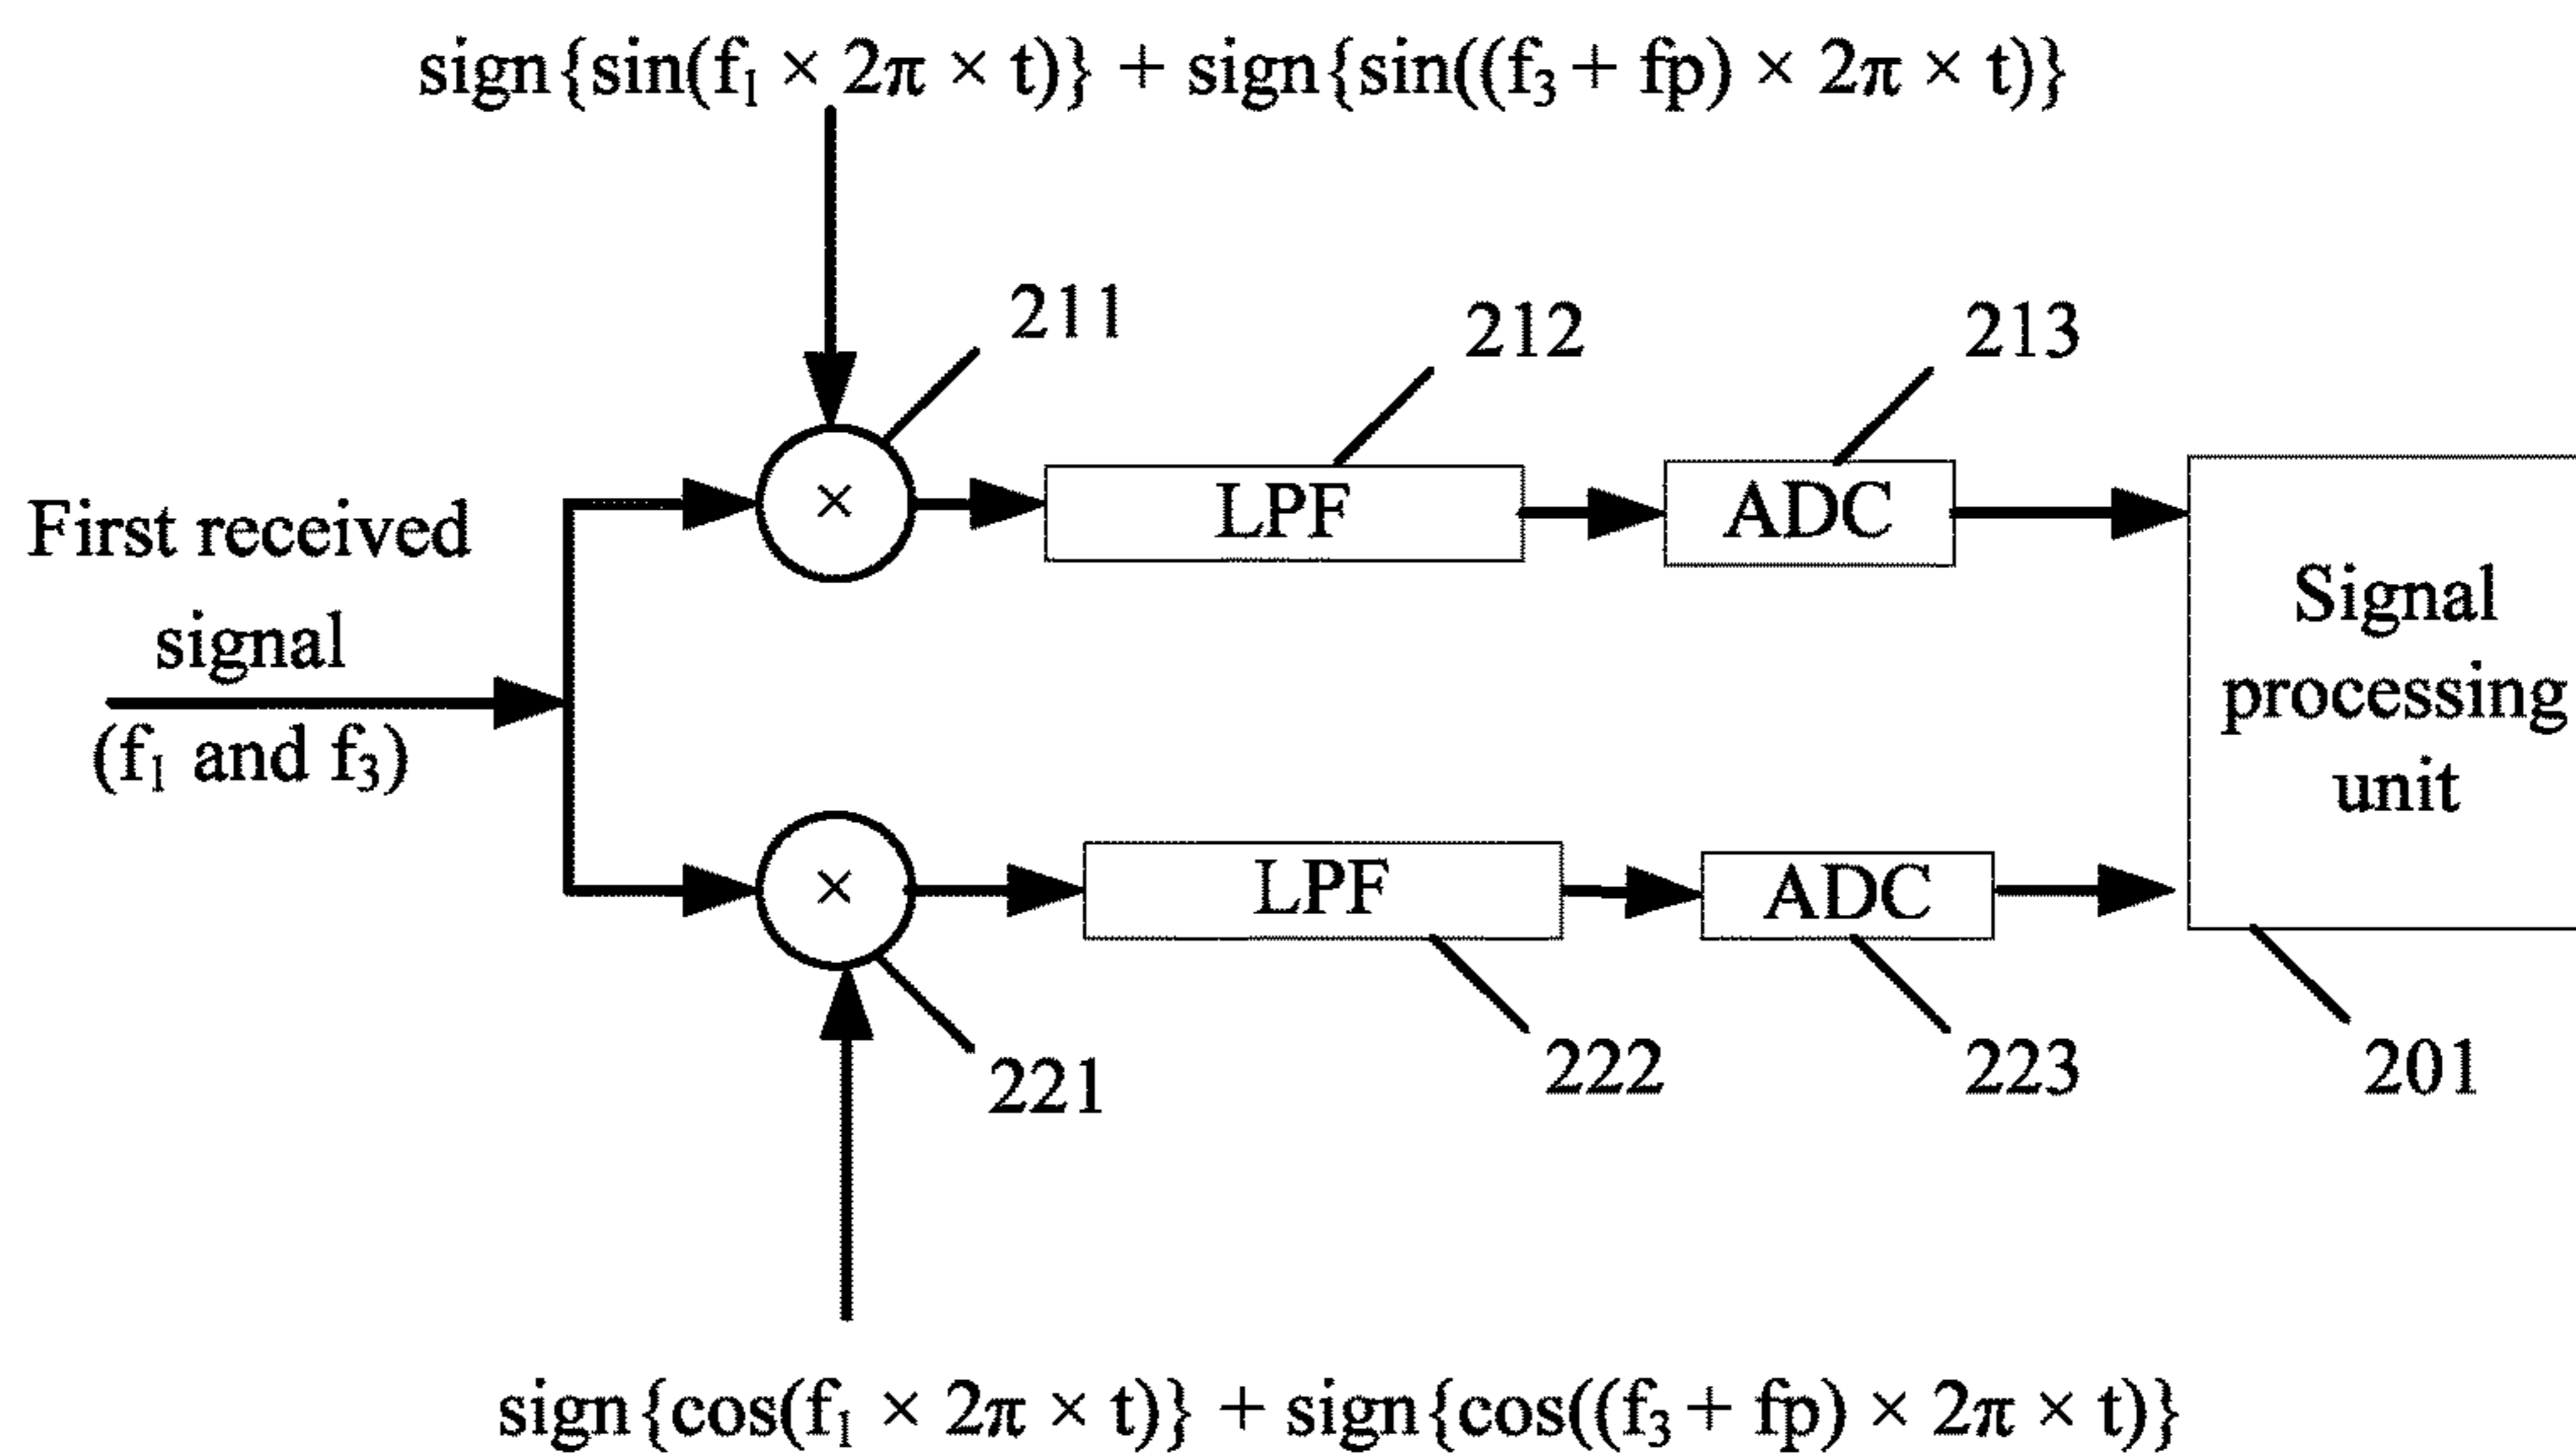 sign{sin(f₁ × 2π × t)} + sign{sin((f₃ + fp) × 2π × t)}
211
212
213
×
LPF
ADC
First received
signal
(f₁ and f₃)
Signal
processing
unit
×
LPF
ADC
221
222
223
201
sign{cos(f₁ × 2π × t)} + sign{cos((f₃ + fp) × 2π × t)}